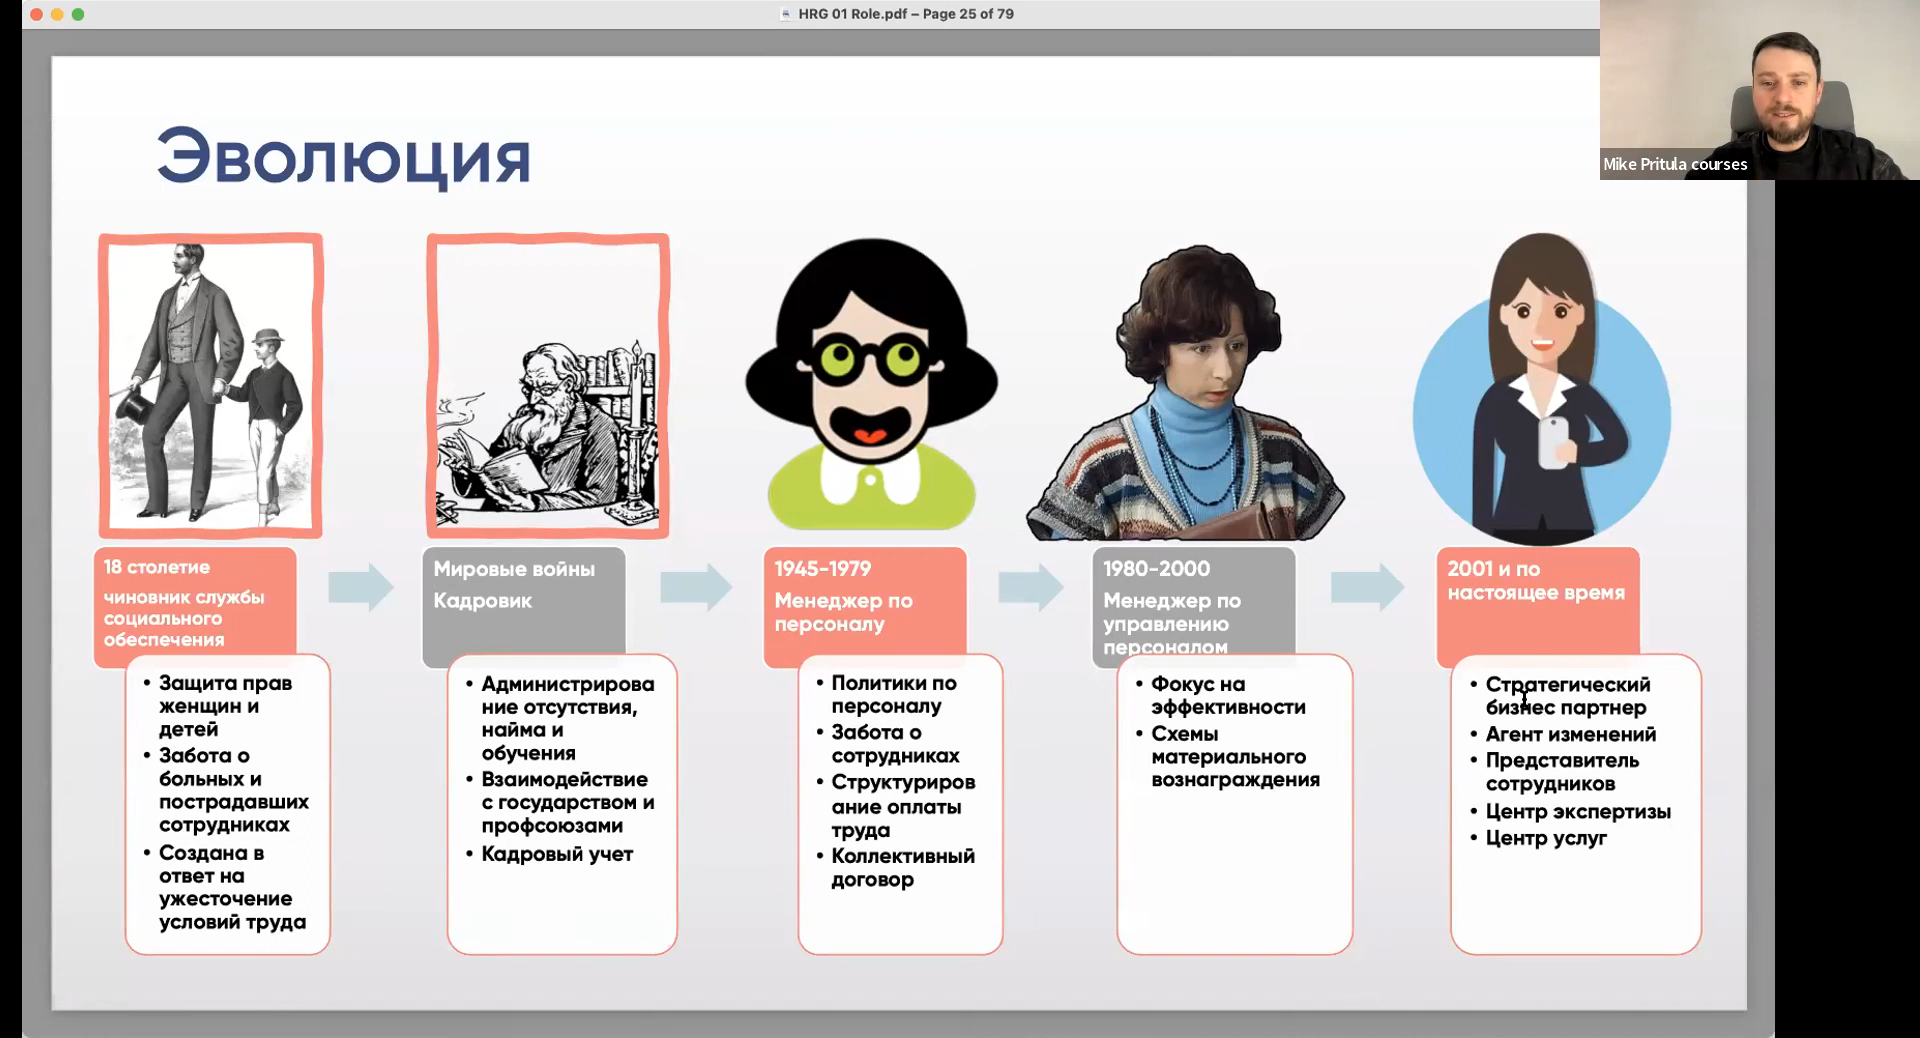 HRG 01 Role.pdf – Page 25 of 79
Mike Pritula courses
Эволюция
18 столетие
чиновник службы
социального
обеспечения
Защита прав
женщин и
детей
Забота о
больных и
пострадавших
сотрудниках
Создана в
ответ на
ужесточение
условий труда
Мировые войны
Кадровик
Администрирова
ние отсутствия,
найма и
обучения
Взаимодействие
с государством и
профсоюзами
Кадровый учет
1945-1979
Менеджер по
персоналу
Политики по
персоналу
Забота о
сотрудниках
Структуриров
ание оплаты
труда
Коллективный
договор
1980-2000
Менеджер по
управлению
персоналом
Фокус на
эффективности
Схемы
материального
вознаграждения
2001 и по
настоящее время
Стратегический
бизнес партнер
Агент изменений
Представитель
сотрудников
Центр экспертизы
Центр услуг